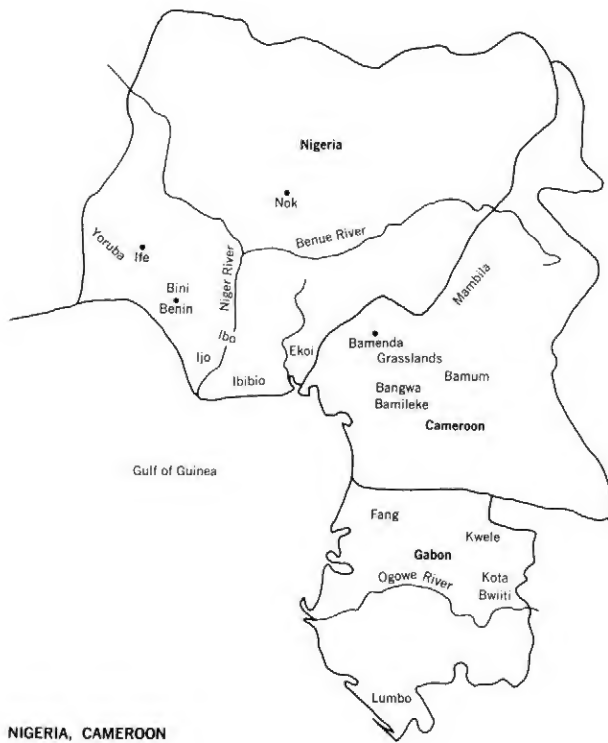 Nigeria
Nok
Benue River
Yoruba
Ife
Niger River
Mambila
Bini
Benin
Ibo
Ijo
Ekoi
Ibibio
Bamenda
Grasslands
Bamum
Bangwa
Bamileke
Cameroon
Gulf of Guinea
Fang
Kwele
Gabon
Ogowe River
Kota
Bwiiti
Lumbo
NIGERIA, CAMEROON